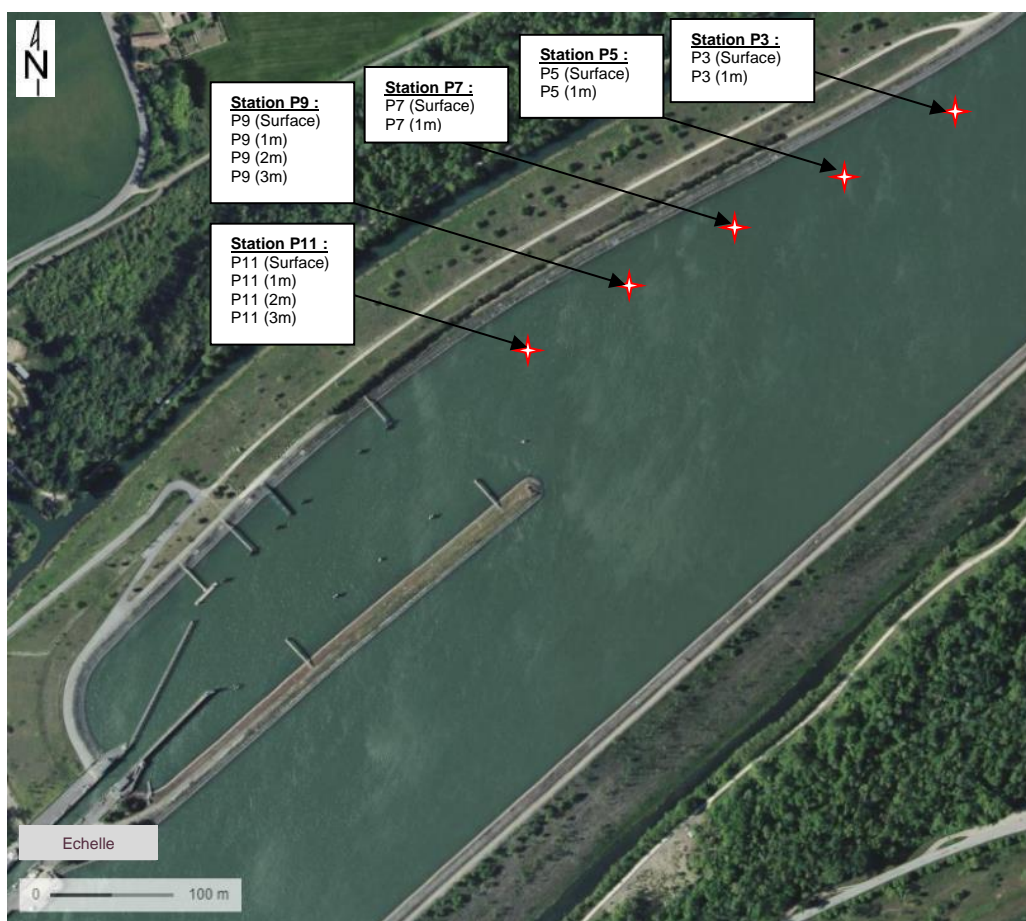 N
Station P3 :
P3 (Surface)
P3 (1m)
Station P5 :
P5 (Surface)
P5 (1m)
Station P7 :
P7 (Surface)
P7 (1m)
Station P9 :
P9 (Surface)
P9 (1m)
P9 (2m)
P9 (3m)
Station P11 :
P11 (Surface)
P11 (1m)
P11 (2m)
P11 (3m)
Echelle
0 100 m